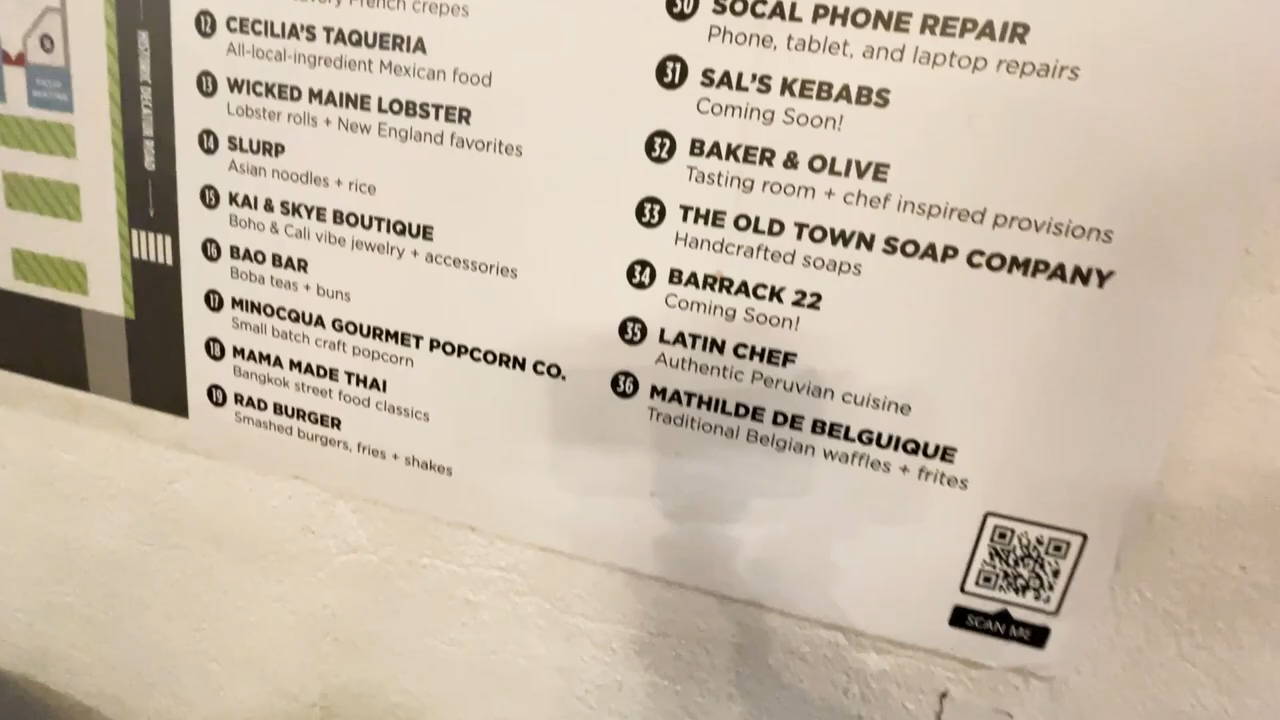 French crepes
12 CECILIA'S TAQUERIA
All-local-ingredient Mexican food
13 WICKED MAINE LOBSTER
Lobster rolls + New England favorites
14 SLURP
Asian noodles + rice
15 KAI & SKYE BOUTIQUE
Boho & Cali vibe jewelry + accessories
16 BAO BAR
Boba teas + buns
17 MINOCQUA GOURMET POPCORN CO.
Small batch craft popcorn
18 MAMA MADE THAI
Bangkok street food classics
19 RAD BURGER
Smashed burgers, fries + shakes
30 SOCAL PHONE REPAIR
Phone, tablet, and laptop repairs
31 SAL'S KEBABS
Coming Soon!
32 BAKER & OLIVE
Tasting room + chef inspired provisions
33 THE OLD TOWN SOAP COMPANY
Handcrafted soaps
34 BARRACK 22
Coming Soon!
35 LATIN CHEF
Authentic Peruvian cuisine
36 MATHILDE DE BELGUIQUE
Traditional Belgian waffles + frites
SCAN ME